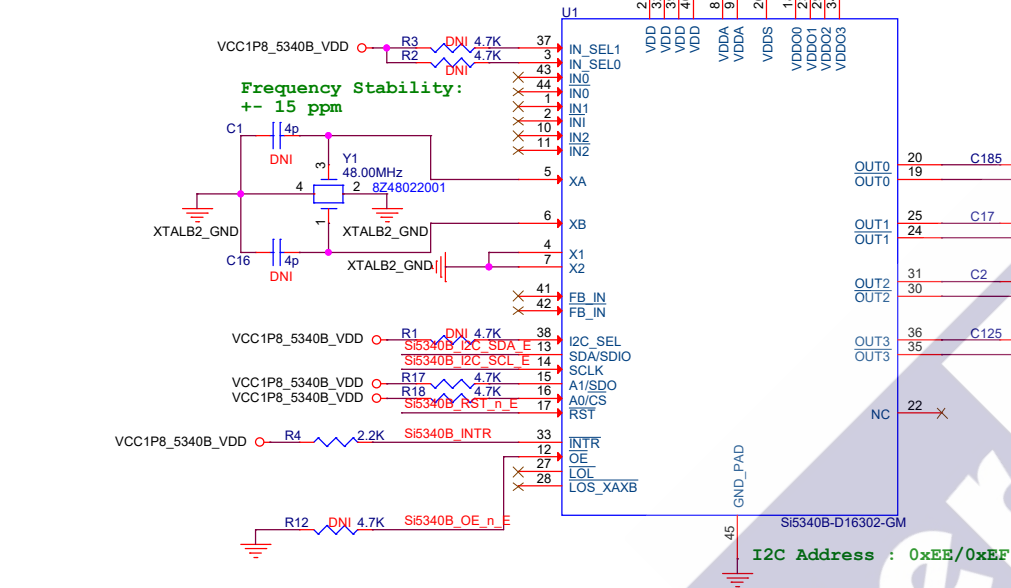 U1
VDD VDD VDD VDD VDDA VDDA VDDS VDDO0 VDDO1 VDDO2 VDDO3
VCC1P8_5340B_VDD R3 DNI 4.7K 37 IN_SEL1
R2 DNI 4.7K 3 IN_SEL0
43 IN0
44 IN0
1 IN1
2 IN1
10 IN2
11 IN2
Frequency Stability:
+- 15 ppm
C1 4p
DNI
3 Y1
48.00MHz
4 2 8Z48022001
1
XTALB2_GND XTALB2_GND
C16 4p
DNI
5 XA
6 XB
4 X1
XTALB2_GND 7 X2
41 FB_IN
42 FB_IN
VCC1P8_5340B_VDD R1 DNI 4.7K 38 I2C_SEL
Si5340B_I2C_SDA_E 13 SDA/SDIO
Si5340B_I2C_SCL_E 14 SCLK
VCC1P8_5340B_VDD R17 4.7K 15 A1/SDO
VCC1P8_5340B_VDD R18 4.7K 16 A0/CS
Si5340B_RST_n_E 17 RST
VCC1P8_5340B_VDD R4 2.2K Si5340B_INTR 33 INTR
12 OE
27 LOL
28 LOS_XAXB
R12 DNI 4.7K Si5340B_OE_n_E
OUT0 20 C185
OUT0 19
OUT1 25 C17
OUT1 24
OUT2 31 C2
OUT2 30
OUT3 36 C125
OUT3 35
NC 22
GND_PAD
45
Si5340B-D16302-GM
I2C Address : 0xEE/0xEF